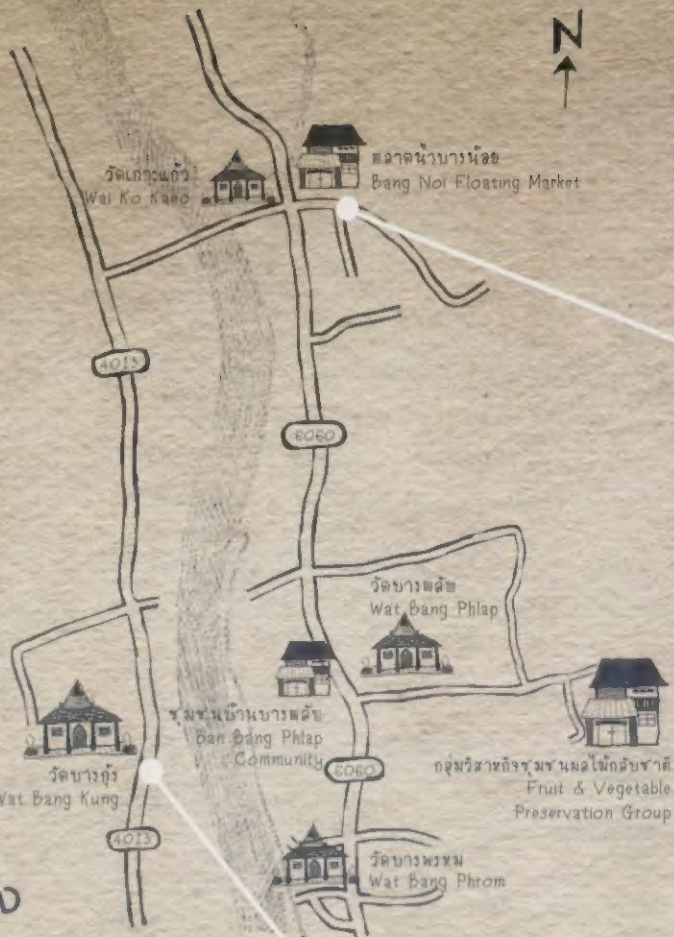 N
วัดเกาะแก้ว
Wat Ko Kaeo
ตลาดน้ำบางน้อย
Bang Noi Floating Market
4013
6060
วัดบางพลับ
Wat Bang Phlap
ชุมชนบ้านบางพลับ
Ban Bang Phlap
Community
6060
กลุ่มวิสาหกิจชุมชนผลไม้กลับชาติ
Fruit & Vegetable
Preservation Group
วัดบางกุ้ง
Wat Bang Kung
4013
วัดบางพรหม
Wat Bang Phrom